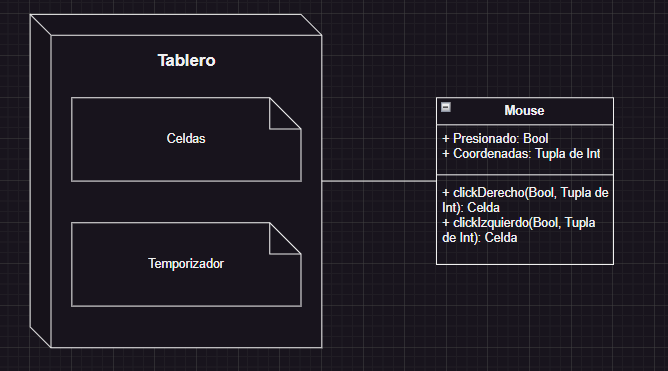 Tablero
Celdas
Temporizador
Mouse
+ Presionado: Bool
+ Coordenadas: Tupla de Int
+ clickDerecho(Bool, Tupla de
Int): Celda
+ clickIzquierdo(Bool, Tupla
de Int): Celda